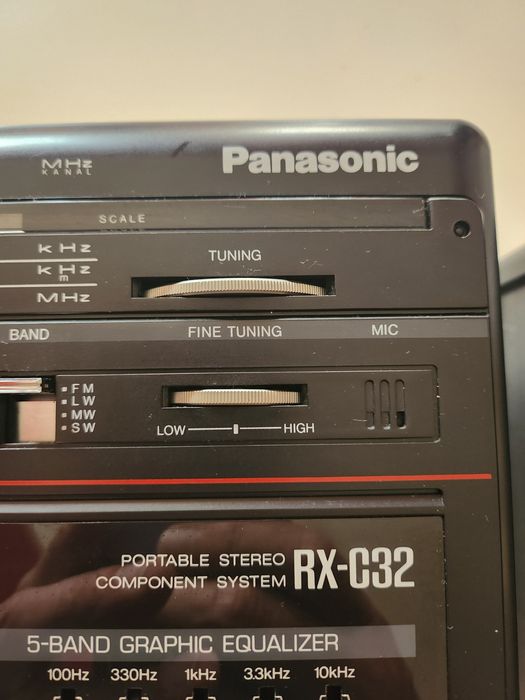 MHz
KANAL
Panasonic
SCALE
kHz
kHz
m
MHz
TUNING
BAND
FINE TUNING
MIC
FM
LW
MW
SW
LOW
HIGH
PORTABLE STEREO
COMPONENT SYSTEM
RX-C32
5-BAND GRAPHIC EQUALIZER
100Hz 330Hz 1kHz 3.3kHz 10kHz